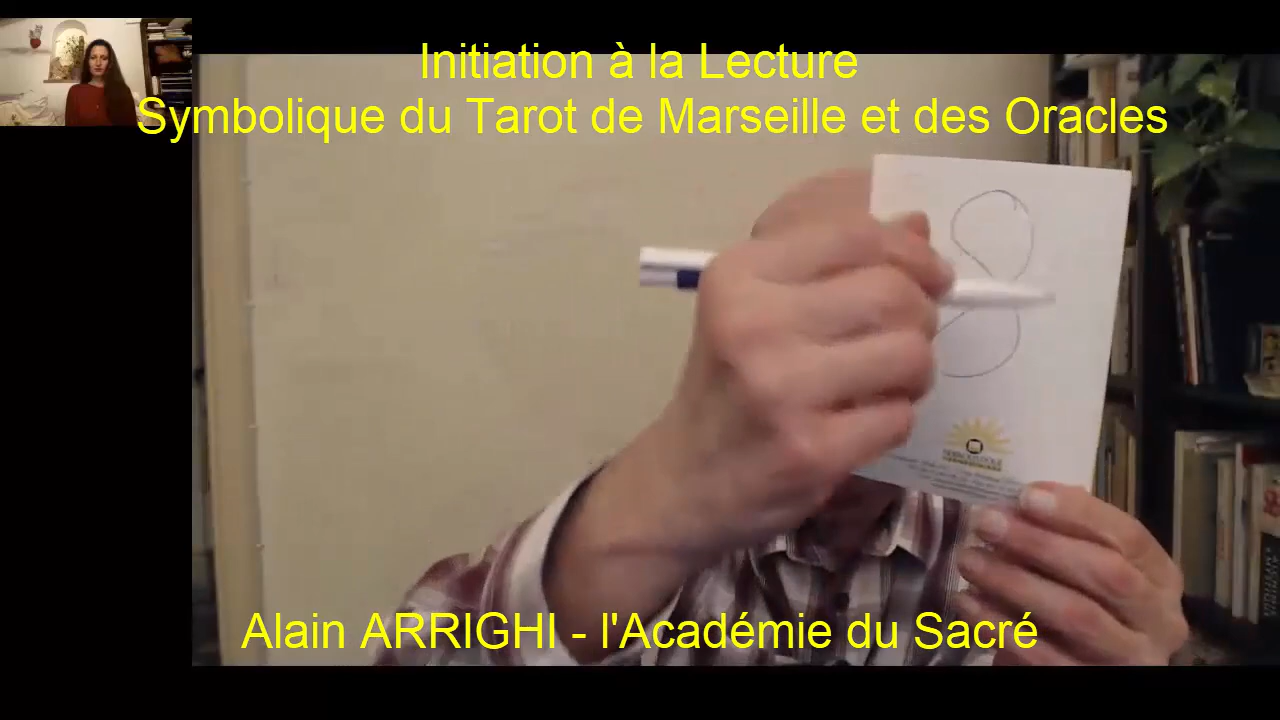 Initiation à la Lecture
Symbolique du Tarot de Marseille et des Oracles
Alain ARRIGHI - l'Académie du Sacré